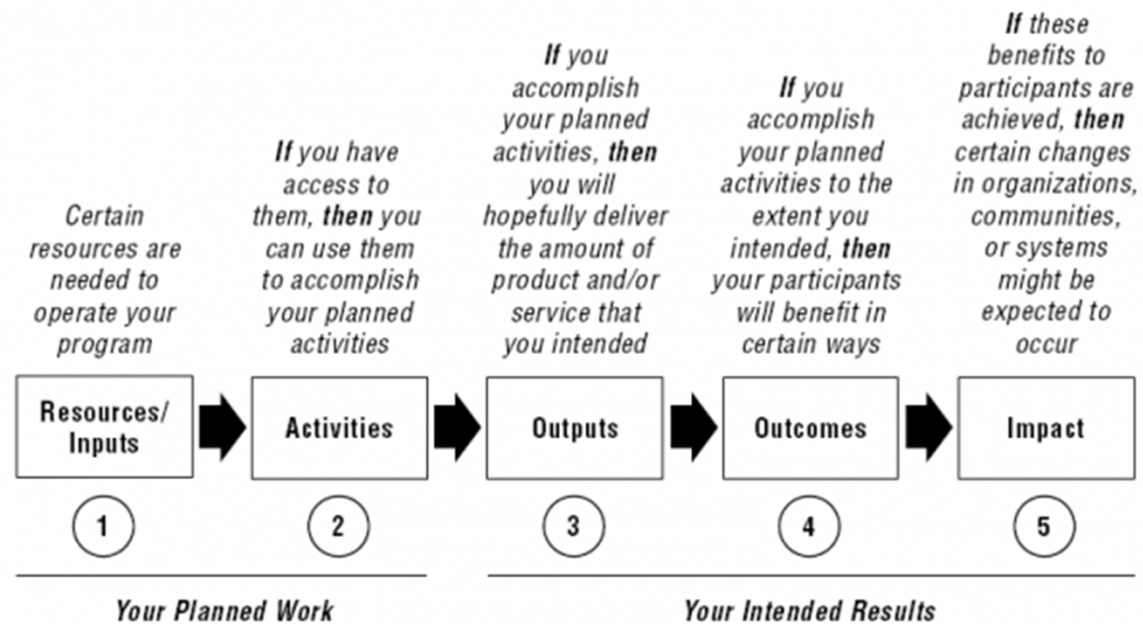 Certain
resources are
needed to
operate your
program
If you have
access to
them, then you
can use them
to accomplish
your planned
activities
If you
accomplish
your planned
activities, then
you will
hopefully deliver
the amount of
product and/or
service that
you intended
If you
accomplish
your planned
activities to the
extent you
intended, then
your participants
will benefit in
certain ways
If these
benefits to
participants are
achieved, then
certain changes
in organizations,
communities,
or systems
might be
expected to
occur
Resources/
Inputs
Activities
Outputs
Outcomes
Impact
1
2
3
4
5
Your Planned Work
Your Intended Results